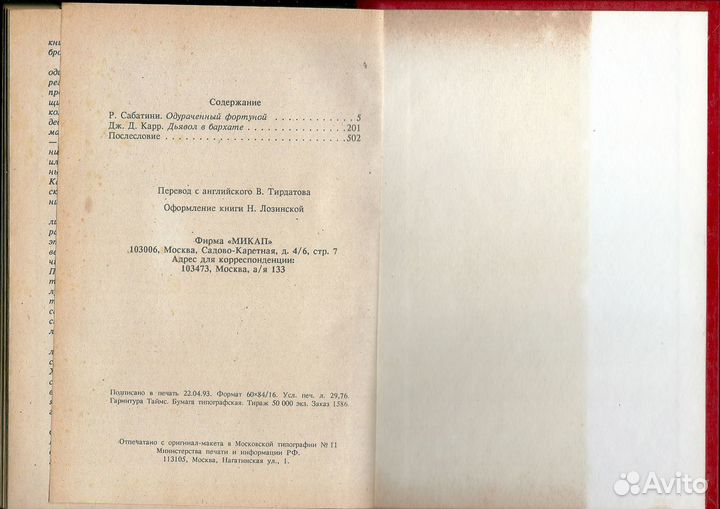 Содержание
Р. Сабатини. Одураченный фортуной . . . . . . . . . . . 5
Дж. Д. Карр. Дьявол в бархате . . . . . . . . . . . . . 201
Послесловие . . . . . . . . . . . . . . . . . . . . . . 502
Перевод с английского В. Тирдатова
Оформление книги Н. Лозинской
Фирма «МИКАП»
103006, Москва, Садово-Каретная, д. 4/6, стр. 7
Адрес для корреспонденции:
103473, Москва, а/я 133
Подписано в печать 22.04.93. Формат 60×84/16. Усл. печ. л. 29,76.
Гарнитура Таймс. Бумага типографская. Тираж 50 000 экз. Заказ 1586.
Отпечатано с оригинал-макета в Московской типографии № 11
Министерства печати и информации РФ.
113105, Москва, Нагатинская ул., 1.
Avito